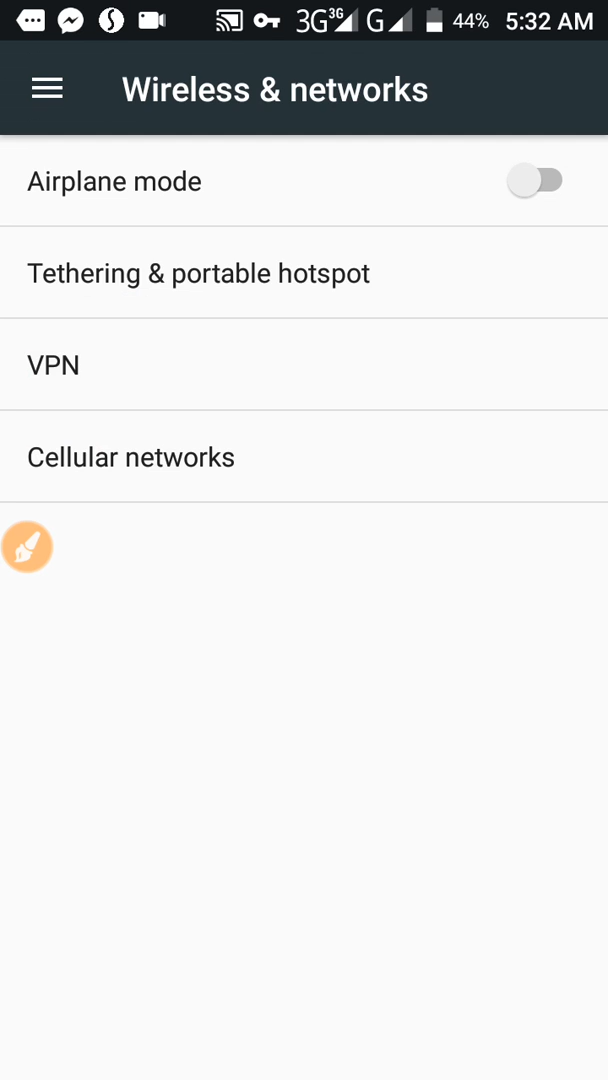 3G 3G G 44% 5:32 AM
Wireless & networks
Airplane mode
Tethering & portable hotspot
VPN
Cellular networks